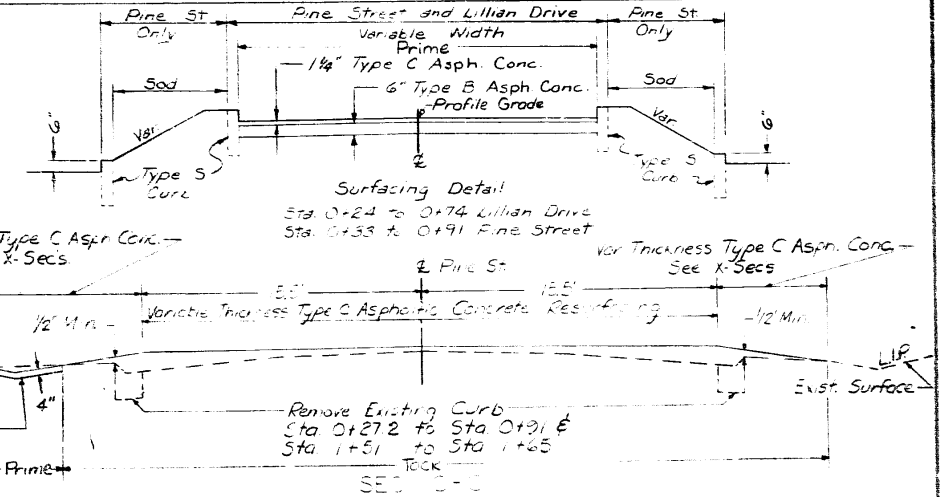 Pine St.
Only
Pine Street and Lillian Drive
Variable Width
Prime
Pine St.
Only
1¼" Type C Asph. Conc.
Sod
6" Type B Asph. Conc.
Profile Grade
Sod
6"
Var.
Var.
6"
Type S
Curb
℄
Type S
Curb
Surfacing Detail
Sta. 0+24 to 0+74 Lillian Drive
Sta. 0+33 to 0+91 Pine Street
Type C Asph Conc.
X-Secs
Var Thickness Type C Asph. Conc.
See X-Secs
℄ Pine St.
15.5'
Variable Thickness Type C Asphaltic Concrete Resurfacing
1/2" Min.
1/2" Min.
L.I.P.
Exist. Surface
4"
Remove Existing Curb
Sta. 0+27.2 to Sta. 0+91 &
Sta. 1+51 to Sta 1+65
Prime
Tack